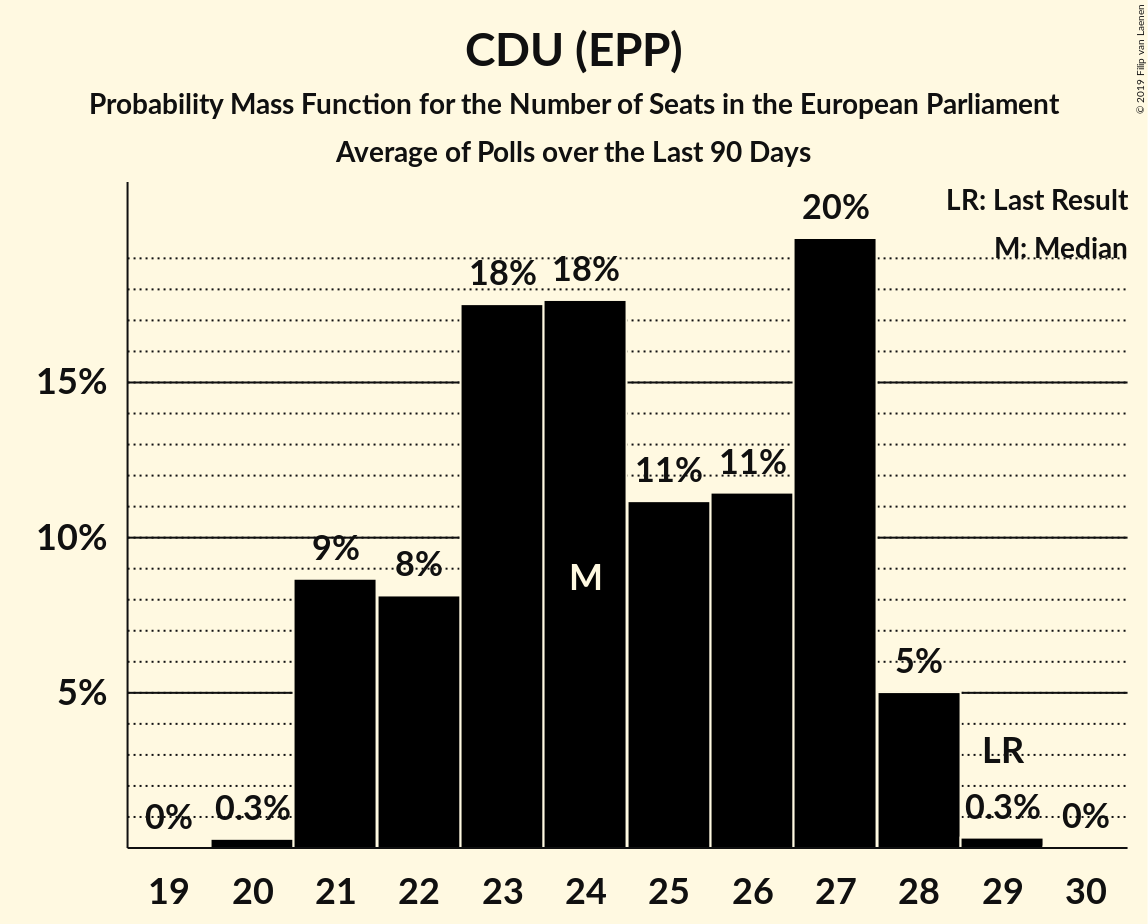 CDU (EPP)
Probability Mass Function for the Number of Seats in the European Parliament
Average of Polls over the Last 90 Days
© 2019 Filip van Laenen
LR: Last Result
M: Median
20%
18% 18%
15%
11% 11%
10%
9% 8%
M
5%
5%
LR
0% 0.3% 0.3% 0%
19 20 21 22 23 24 25 26 27 28 29 30